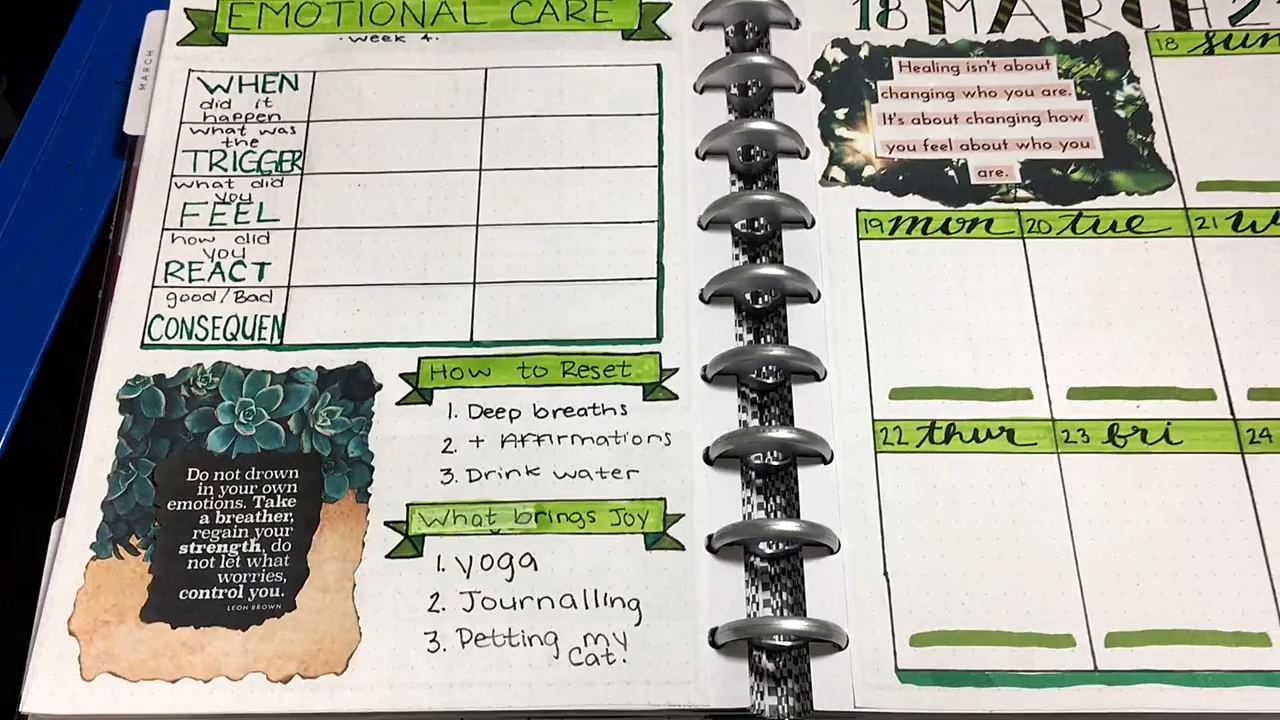 EMOTIONAL CARE
. week 4.
MARCH
WHEN
did it
happen
what was
the
TRIGGER
what did
you
FEEL
how did
you
REACT
good/Bad
CONSEQUEN
Do not drown
in your own
emotions. Take
a breather,
regain your
strength, do
not let what
worries,
control you.
LEON BROWN
How to Reset
1. Deep breaths
2. + Affirmations
3. Drink water
What brings Joy
1. yoga
2. Journalling
3. Petting my
Cat.
18 MARCH 2
Healing isn't about
changing who you are.
It's about changing how
you feel about who you
are.
18 sun
19 mon 20 tue 21 w
22 thur 23 fri 24